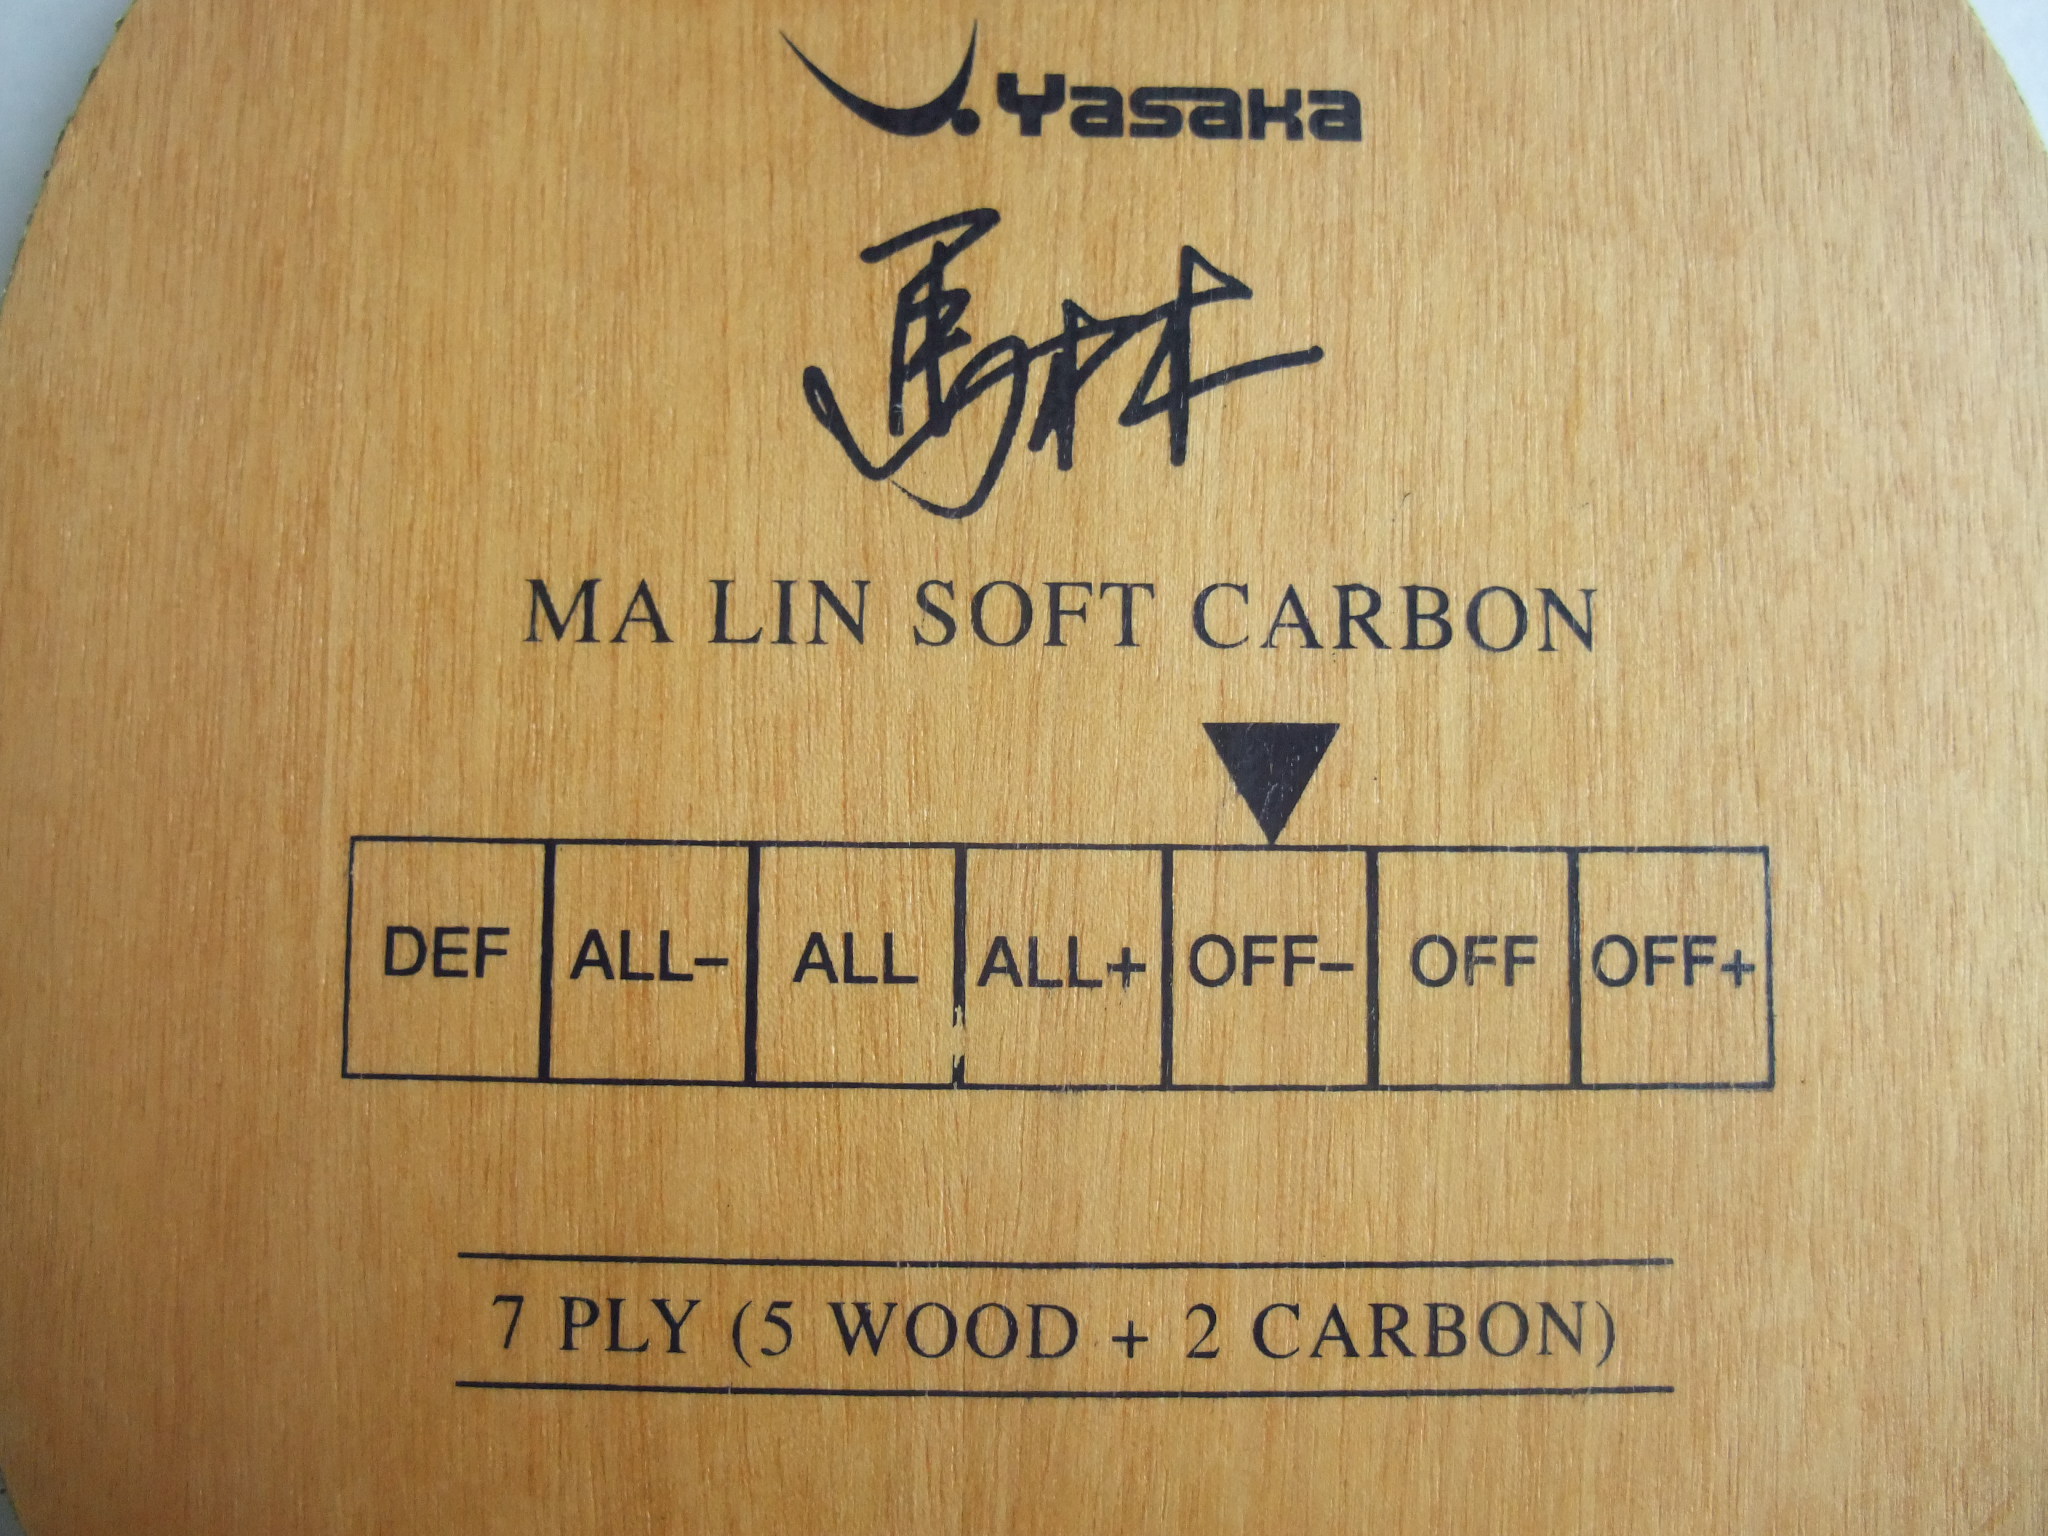 Yasaka
馬林
MA LIN SOFT CARBON
DEF ALL- ALL ALL+ OFF- OFF OFF+
7 PLY (5 WOOD + 2 CARBON)